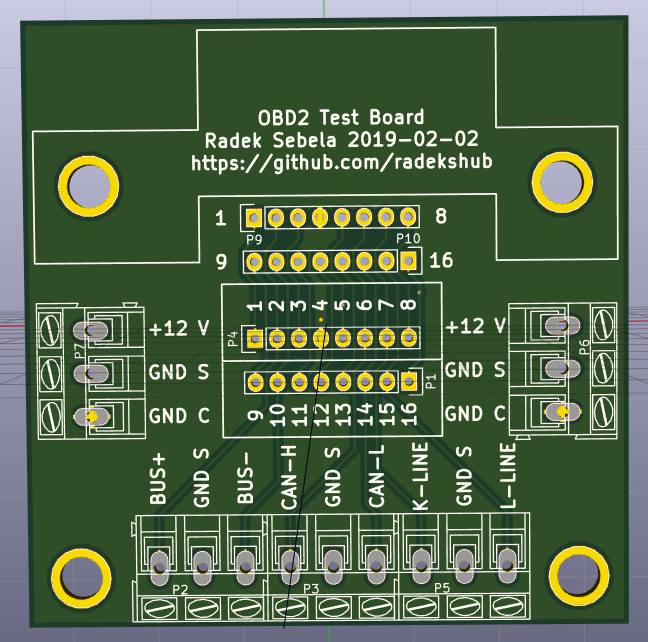 OBD2 Test Board
Radek Sebela 2019-02-02
https://github.com/radekshub
1 8
P9 P10
9 16
1 2 3 4 5 6 7 8
P4
P1
9 10 11 12 13 14 15 16
+12 V
GND S
GND C
P7
+12 V
GND S
GND C
P6
BUS+
GND S
BUS-
CAN-H
GND S
CAN-L
K-LINE
GND S
L-LINE
P2 P3 P5